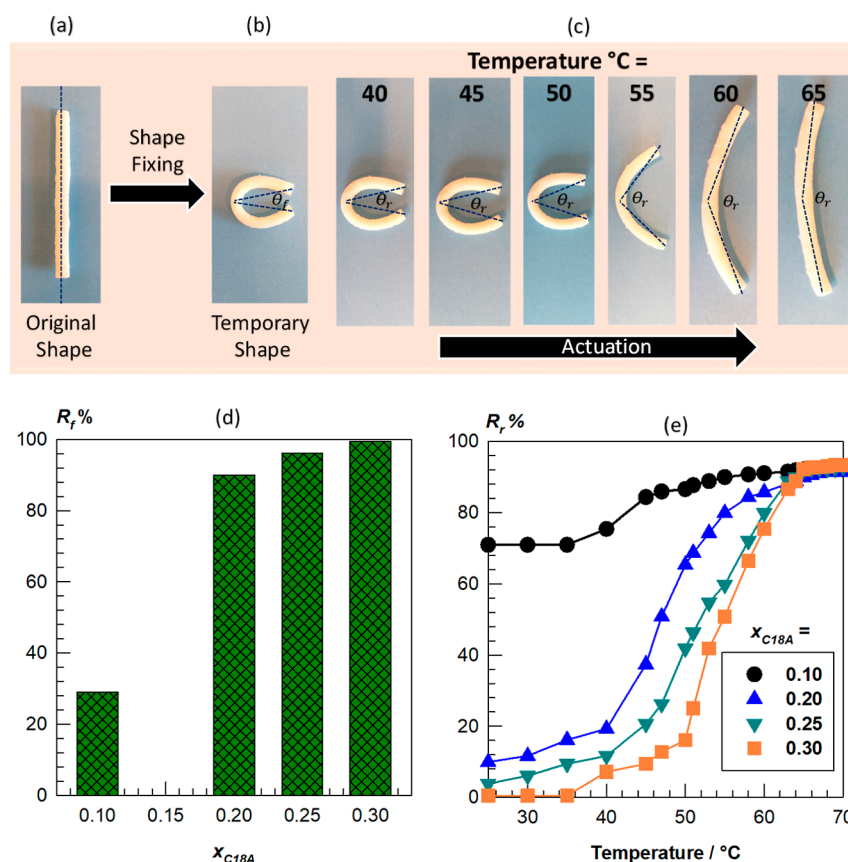 (a)
(b)
(c)
Temperature °C =
40 45 50 55 60 65
Shape
Fixing
θf
θr θr θr θr θr θr
Original
Shape
Temporary
Shape
Actuation
Rf %
(d)
100
80
60
40
20
0
0.10 0.15 0.20 0.25 0.30
xC18A
Rr %
(e)
100
80
60
40
20
0
xC18A =
0.10
0.20
0.25
0.30
30 40 50 60 70
Temperature / °C